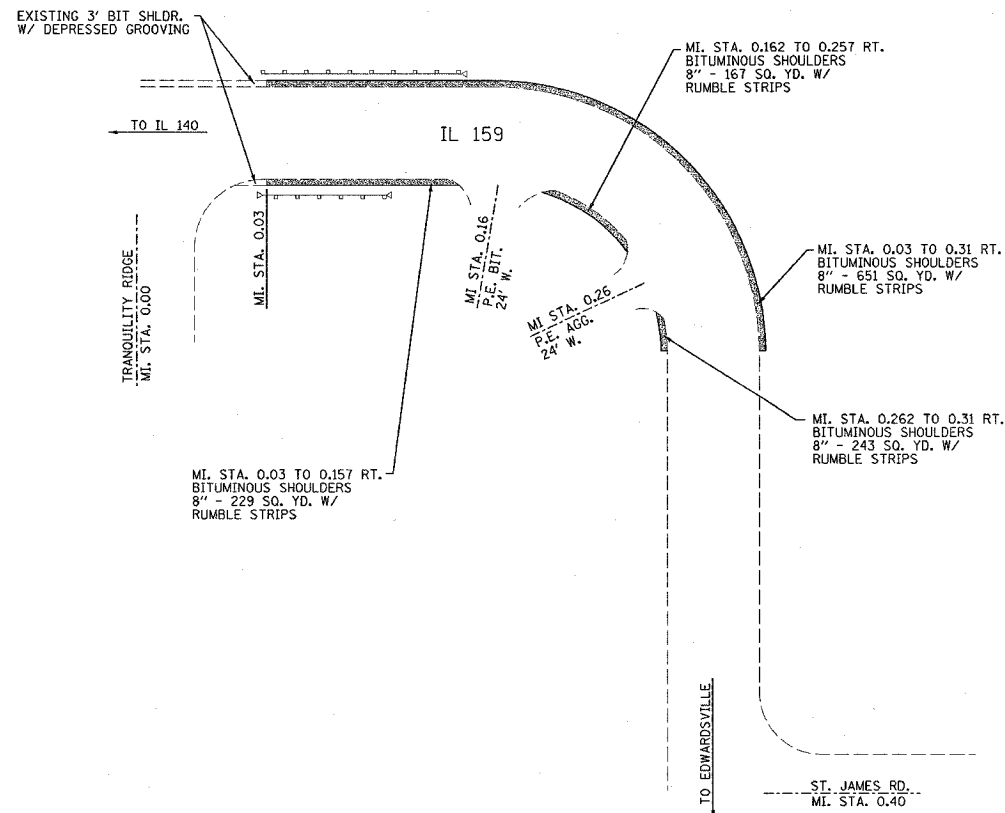 EXISTING 3' BIT SHLDR.
W/ DEPRESSED GROOVING
MI. STA. 0.162 TO 0.257 RT.
BITUMINOUS SHOULDERS
8" - 167 SQ. YD. W/
RUMBLE STRIPS
TO IL 140
IL 159
TRANQUILITY RIDGE
MI. STA. 0.00
MI. STA. 0.03
MI STA. 0.16
P.E. BIT.
24' W.
MI STA. 0.26
P.E. AGG.
24' W.
MI. STA. 0.03 TO 0.31 RT.
BITUMINOUS SHOULDERS
8" - 651 SQ. YD. W/
RUMBLE STRIPS
MI. STA. 0.262 TO 0.31 RT.
BITUMINOUS SHOULDERS
8" - 243 SQ. YD. W/
RUMBLE STRIPS
MI. STA. 0.03 TO 0.157 RT.
BITUMINOUS SHOULDERS
8" - 229 SQ. YD. W/
RUMBLE STRIPS
TO EDWARDSVILLE
ST. JAMES RD.
MI. STA. 0.40